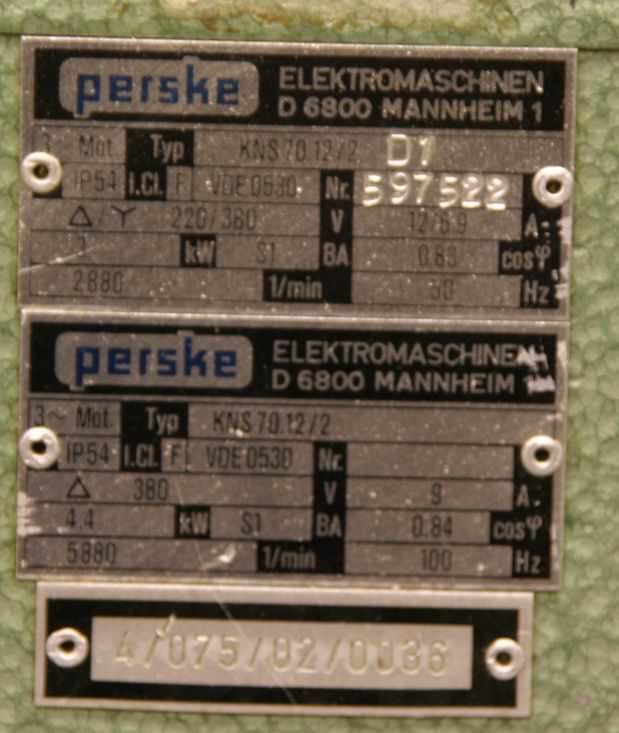 perske ELEKTROMASCHINEN
D 6800 MANNHEIM 1
3~ Mot. Typ KNS 70.12/2 D1
IP54 I.Cl. F VDE 0530 Nr. 597522
△/Y 220/380 V 12/6.9 A
kW S1 BA 0.83 cosφ
2880 1/min 50 Hz
perske ELEKTROMASCHINEN
D 6800 MANNHEIM
3~ Mot. Typ KNS 70.12/2
IP54 I.Cl. F VDE 0530 Nr.
△ 380 V 9 A
4.4 kW S1 BA 0.84 cosφ
5880 1/min 100 Hz
4/075/02/0036